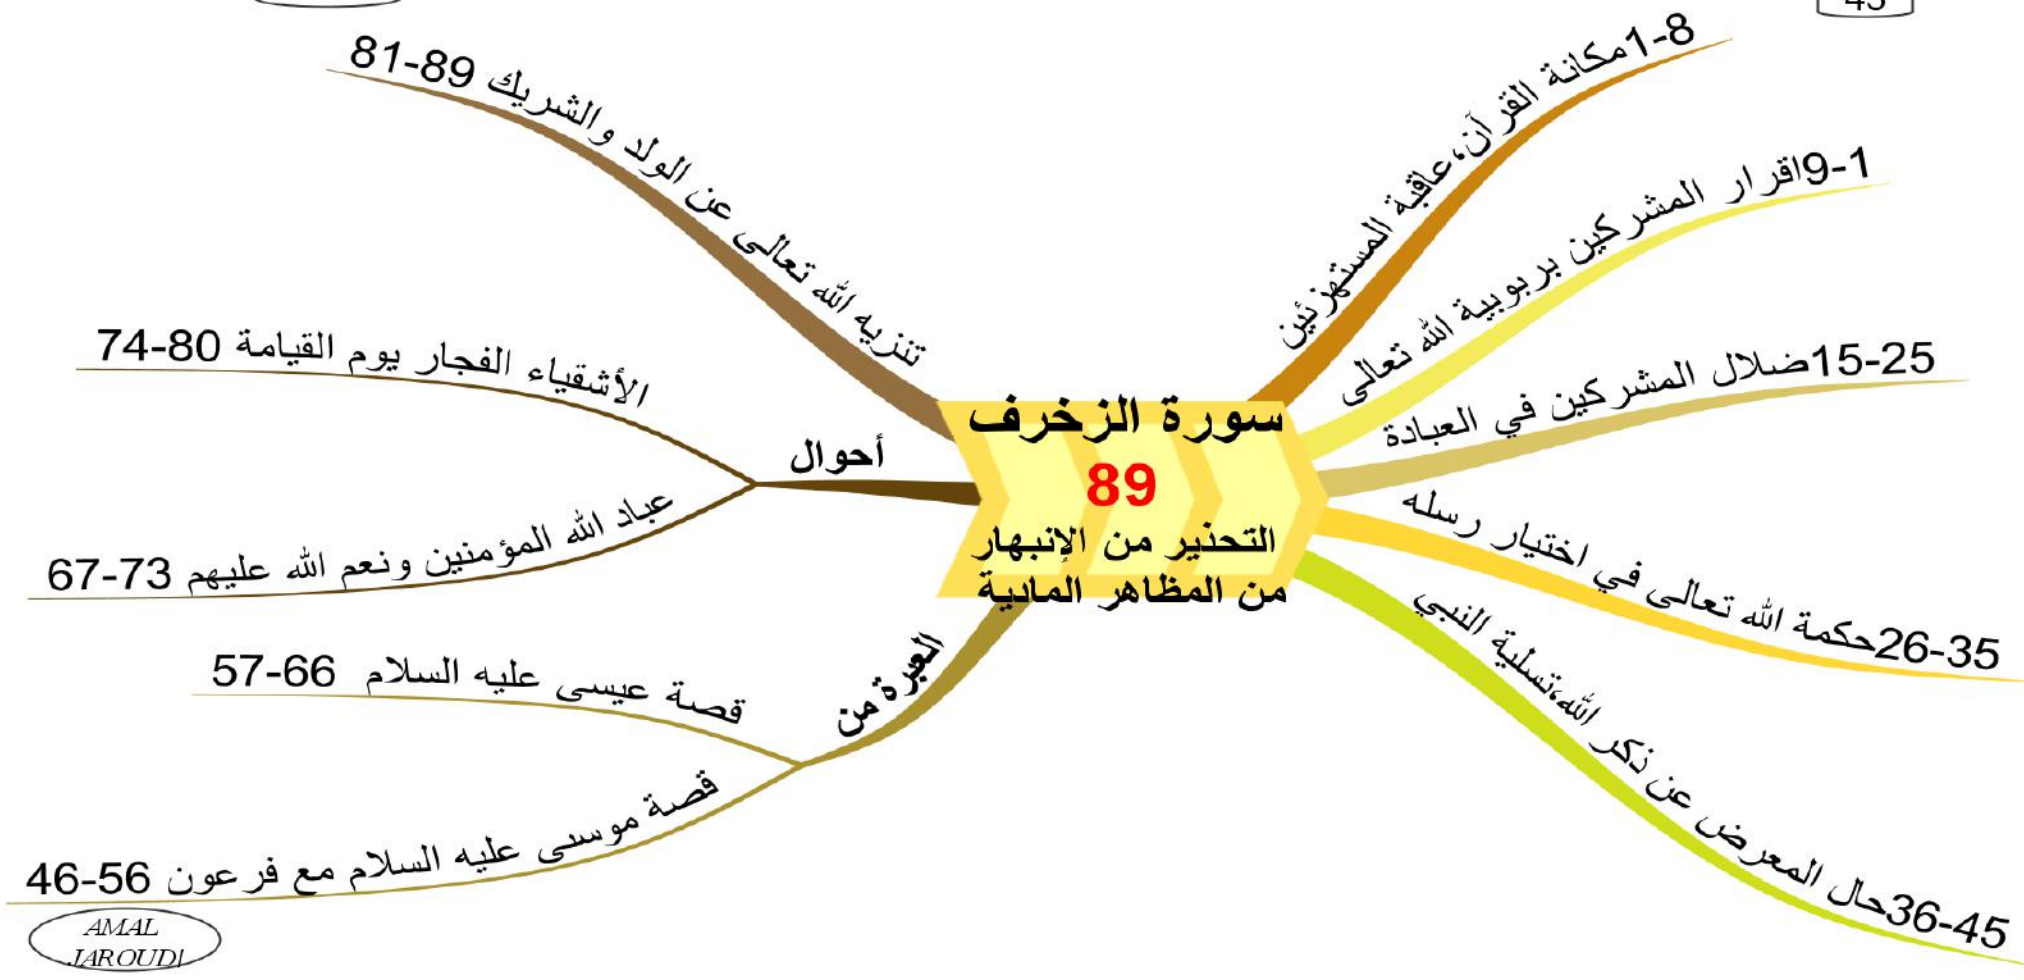 سورة الزخرف
89
التحذير من الإنبهار
من المظاهر المادية
1-8مكانة القرآن،عاقبة المستهزئين
9-1اقرار المشركين بربوبية الله تعالى
15-25ضلال المشركين في العبادة
26-35حكمة الله تعالى في اختيار رسله
36-45حال المعرض عن ذكر الله،تسلية النبي
العبرة من
قصة موسى عليه السلام مع فرعون 46-56
قصة عيسى عليه السلام 57-66
أحوال
عباد الله المؤمنين ونعم الله عليهم 67-73
الأشقياء الفجار يوم القيامة 74-80
تنزيه الله تعالى عن الولد والشريك 81-89
AMAL
JAROUDI